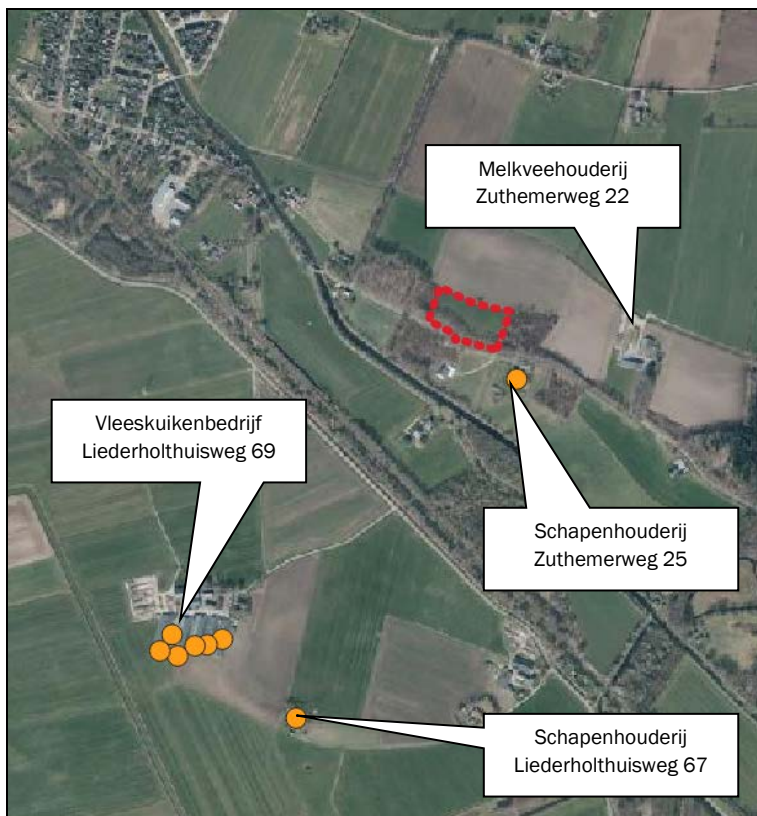 Melkveehouderij
Zuthemerweg 22
Vleeskuikenbedrijf
Liederholthuisweg 69
Schapenhouderij
Zuthemerweg 25
Schapenhouderij
Liederholthuisweg 67